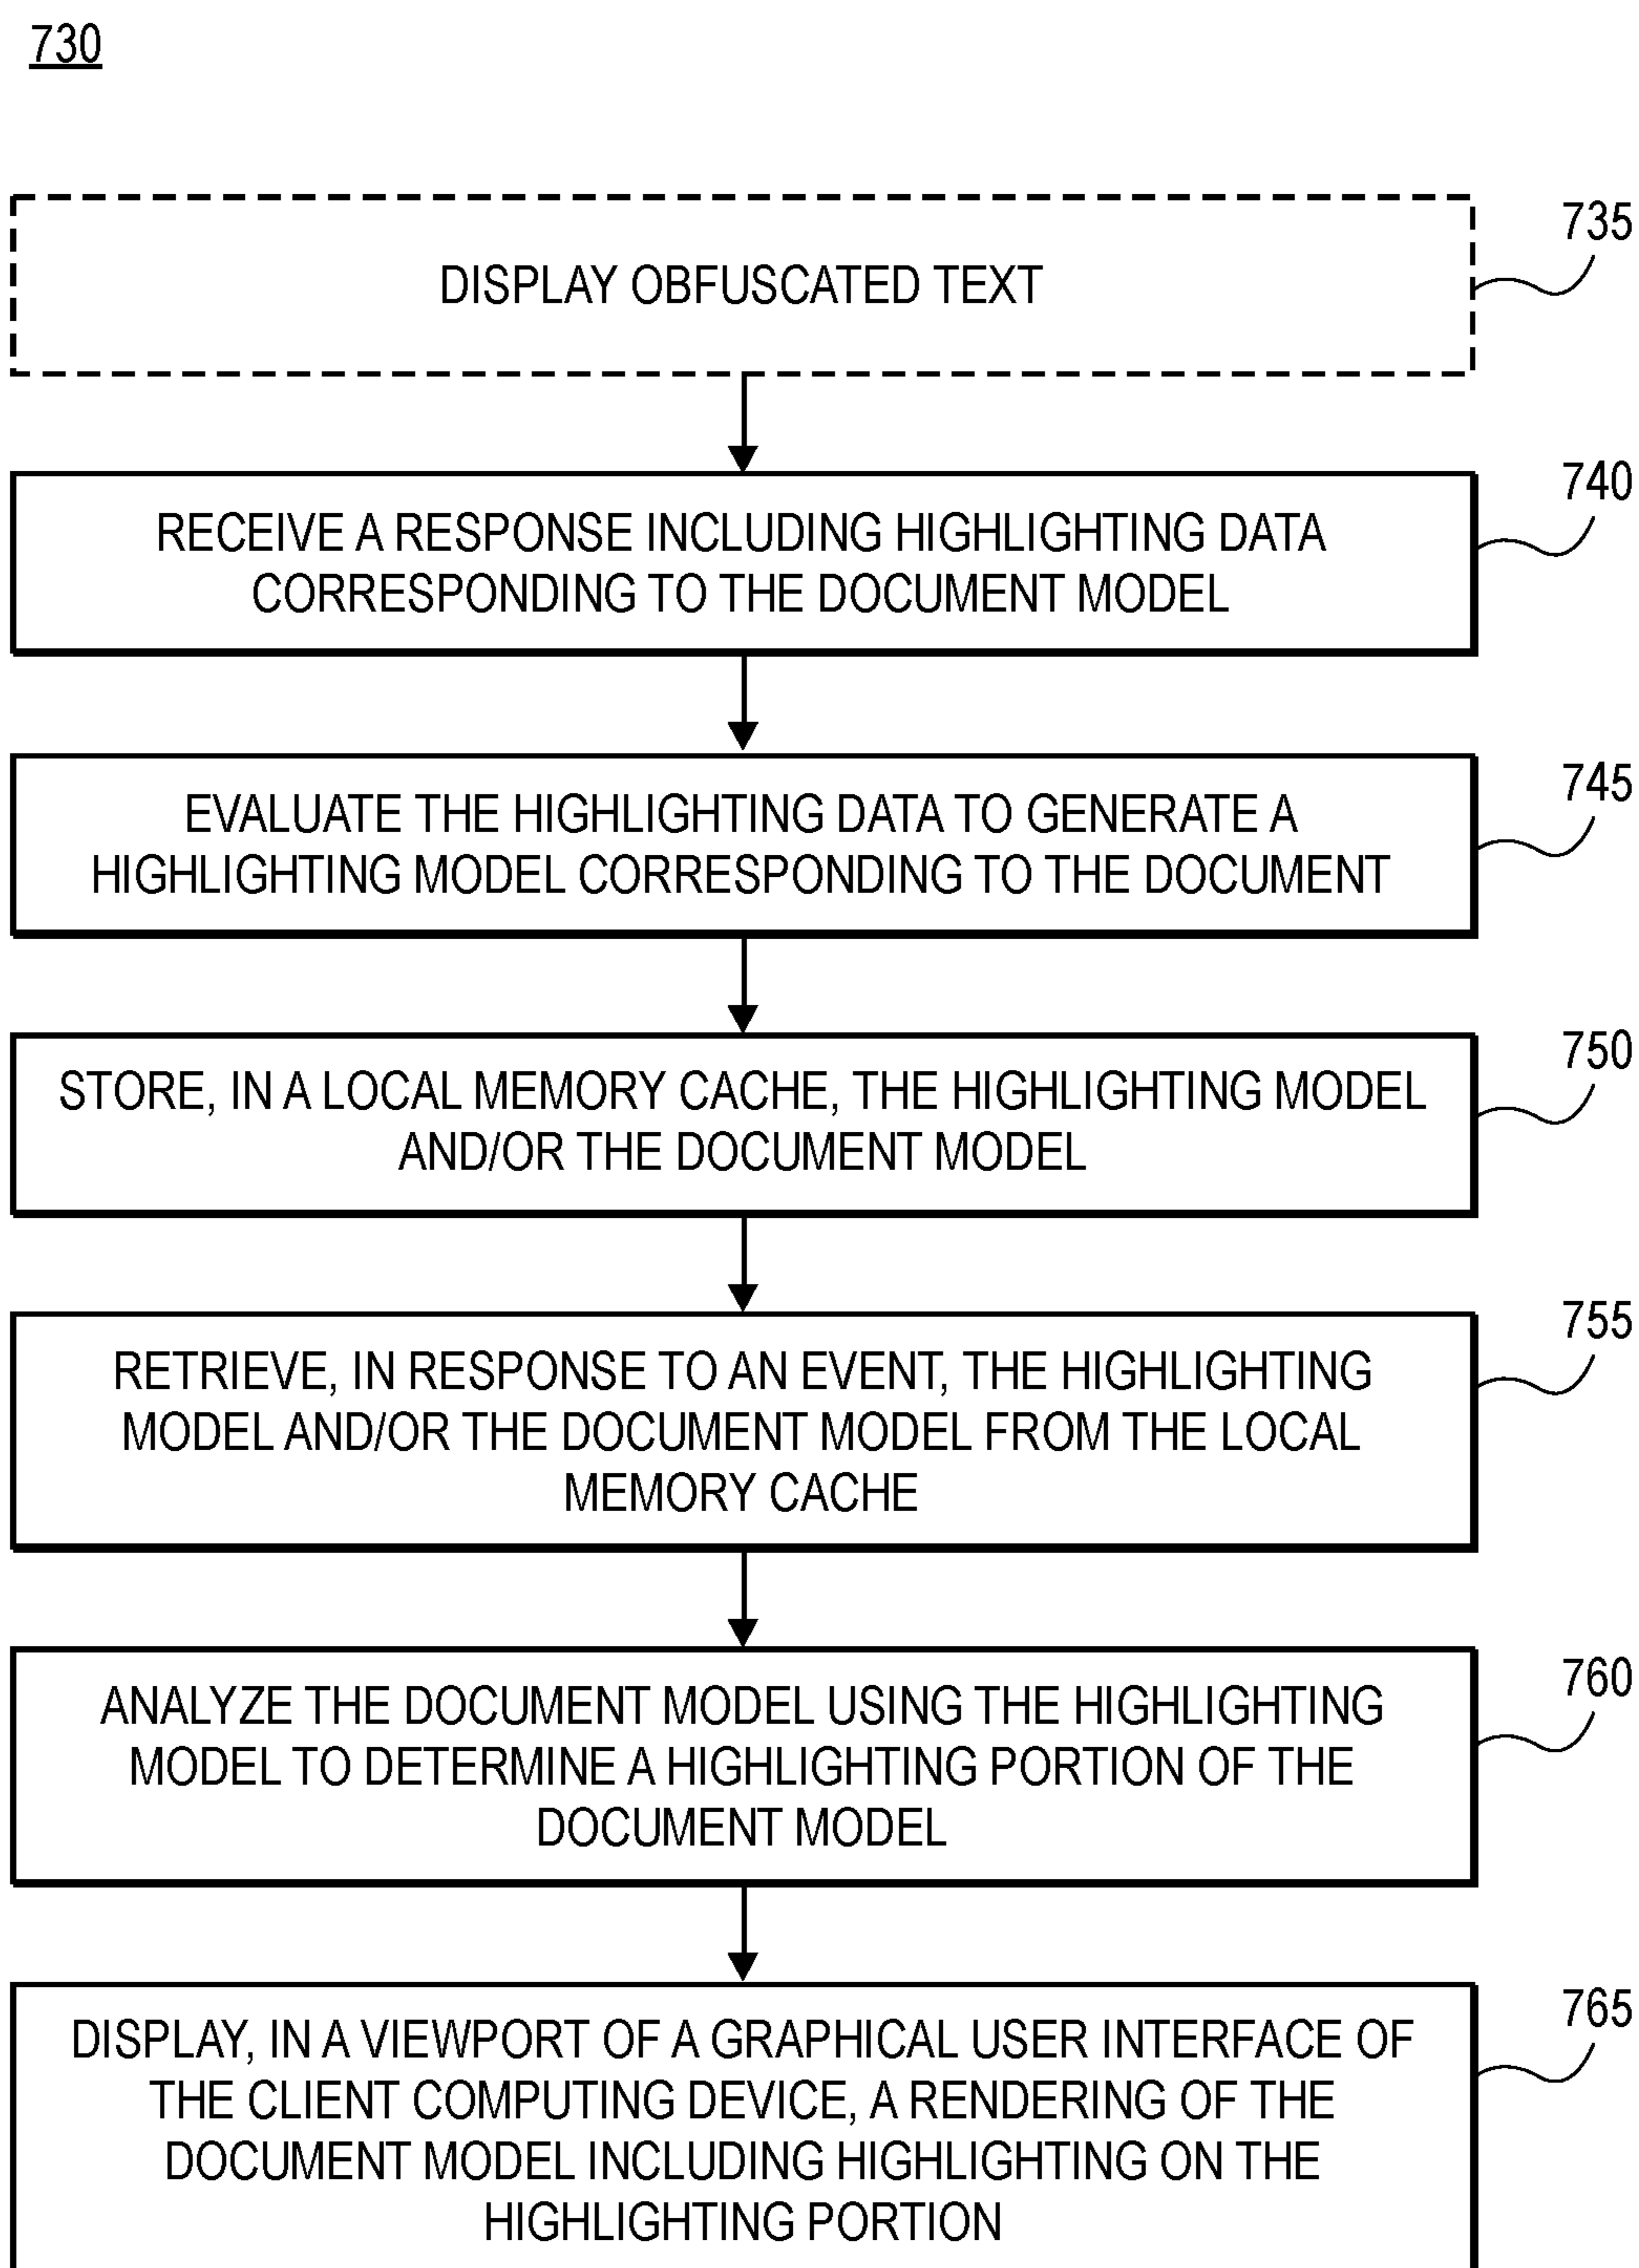 730
DISPLAY OBFUSCATED TEXT
735
RECEIVE A RESPONSE INCLUDING HIGHLIGHTING DATA
CORRESPONDING TO THE DOCUMENT MODEL
740
EVALUATE THE HIGHLIGHTING DATA TO GENERATE A
HIGHLIGHTING MODEL CORRESPONDING TO THE DOCUMENT
745
STORE, IN A LOCAL MEMORY CACHE, THE HIGHLIGHTING MODEL
AND/OR THE DOCUMENT MODEL
750
RETRIEVE, IN RESPONSE TO AN EVENT, THE HIGHLIGHTING
MODEL AND/OR THE DOCUMENT MODEL FROM THE LOCAL
MEMORY CACHE
755
ANALYZE THE DOCUMENT MODEL USING THE HIGHLIGHTING
MODEL TO DETERMINE A HIGHLIGHTING PORTION OF THE
DOCUMENT MODEL
760
DISPLAY, IN A VIEWPORT OF A GRAPHICAL USER INTERFACE OF
THE CLIENT COMPUTING DEVICE, A RENDERING OF THE
DOCUMENT MODEL INCLUDING HIGHLIGHTING ON THE
HIGHLIGHTING PORTION
765